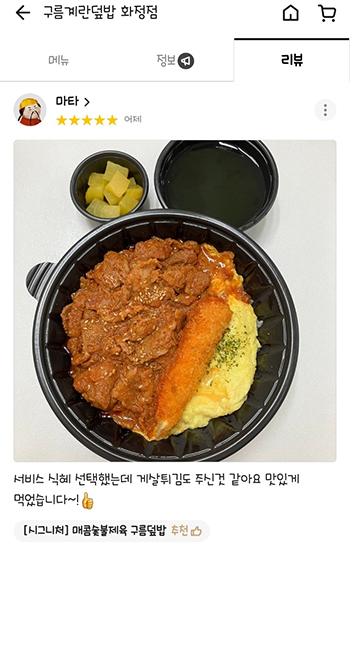 구름계란덮밥 화정점
메뉴
정보
리뷰
마타
어제
서비스 식혜 선택했는데 게살튀김도 주신것 같아요 맛있게
먹었습니다~!👍
[시그니처] 매콤숯불제육 구름덮밥 추천